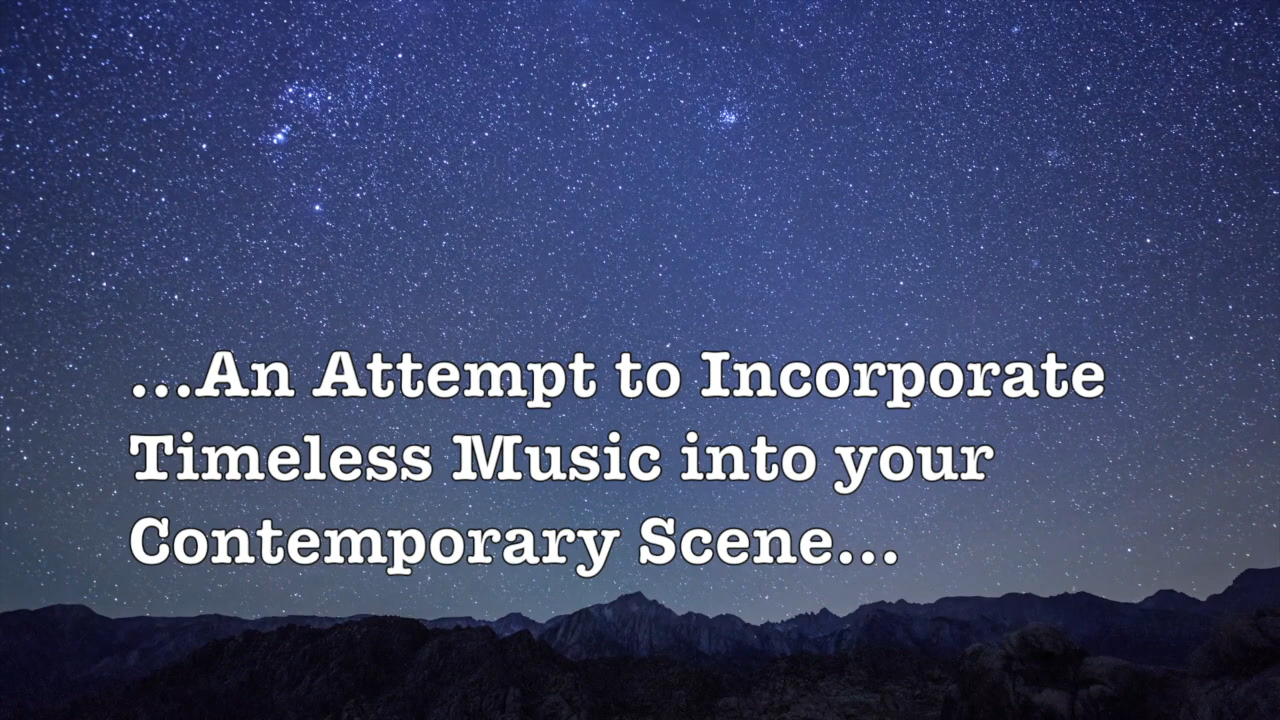 ...An Attempt to Incorporate
Timeless Music into your
Contemporary Scene...